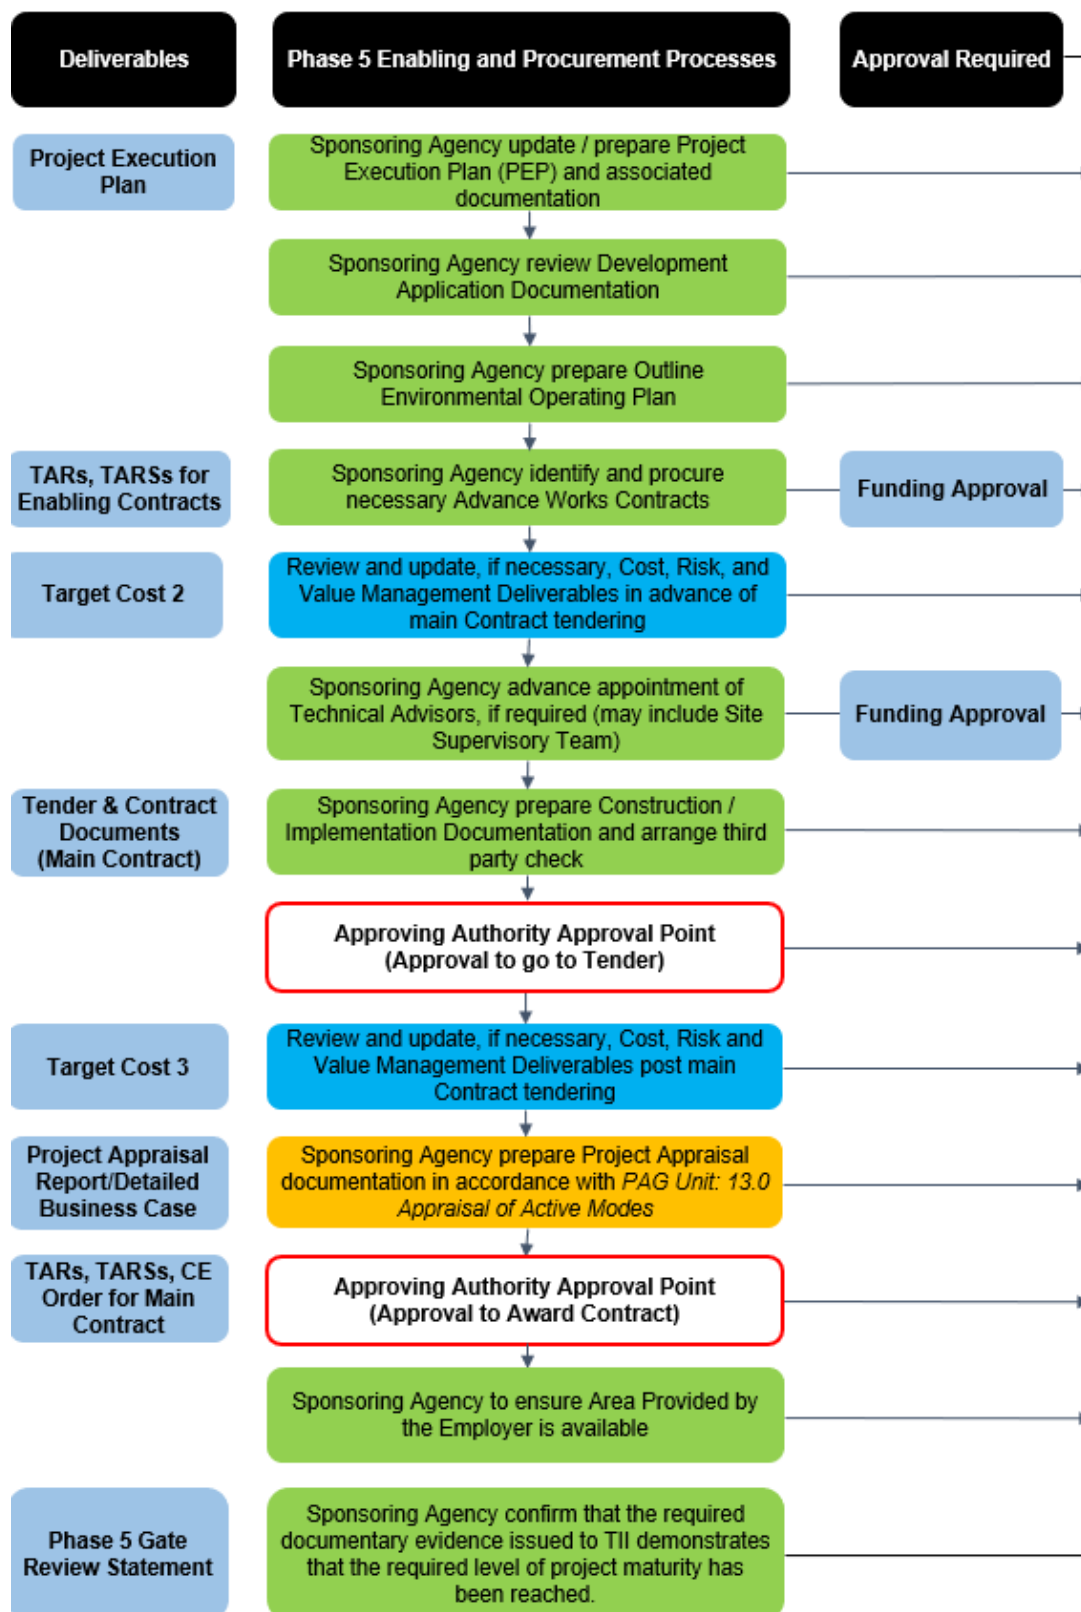 Deliverables
Phase 5 Enabling and Procurement Processes
Approval Required
Project Execution
Plan
Sponsoring Agency update / prepare Project
Execution Plan (PEP) and associated
documentation
Sponsoring Agency review Development
Application Documentation
Sponsoring Agency prepare Outline
Environmental Operating Plan
TARs, TARSs for
Enabling Contracts
Sponsoring Agency identify and procure
necessary Advance Works Contracts
Funding Approval
Target Cost 2
Review and update, if necessary, Cost, Risk, and
Value Management Deliverables in advance of
main Contract tendering
Sponsoring Agency advance appointment of
Technical Advisors, if required (may include Site
Supervisory Team)
Funding Approval
Tender & Contract
Documents
(Main Contract)
Sponsoring Agency prepare Construction /
Implementation Documentation and arrange third
party check
Approving Authority Approval Point
(Approval to go to Tender)
Target Cost 3
Review and update, if necessary, Cost, Risk and
Value Management Deliverables post main
Contract tendering
Project Appraisal
Report/Detailed
Business Case
Sponsoring Agency prepare Project Appraisal
documentation in accordance with PAG Unit: 13.0
Appraisal of Active Modes
TARs, TARSs, CE
Order for Main
Contract
Approving Authority Approval Point
(Approval to Award Contract)
Sponsoring Agency to ensure Area Provided by
the Employer is available
Phase 5 Gate
Review Statement
Sponsoring Agency confirm that the required
documentary evidence issued to TII demonstrates
that the required level of project maturity has
been reached.